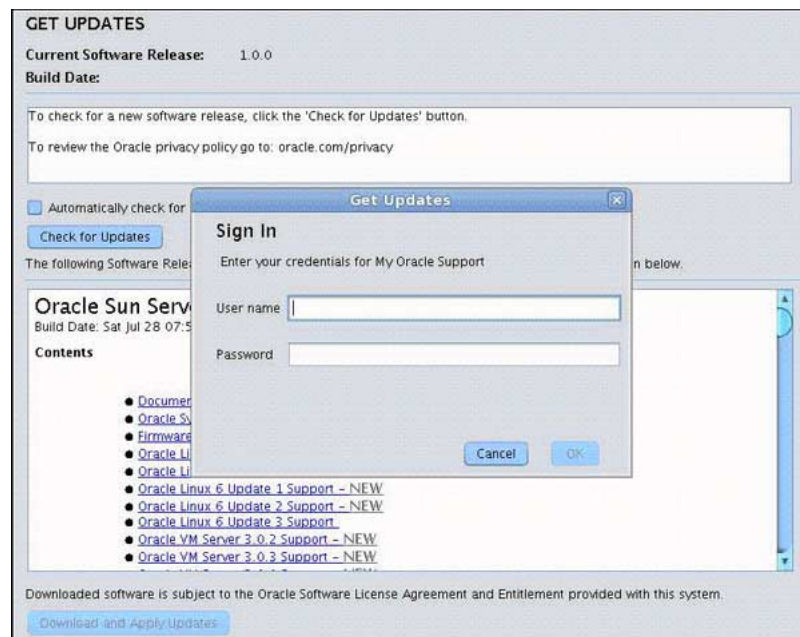 GET UPDATES
Current Software Release: 1.0.0
Build Date:
To check for a new software release, click the 'Check for Updates' button.
To review the Oracle privacy policy go to: oracle.com/privacy
Automatically check for
Check for Updates
The following Software Relea
n below.
Get Updates
Sign In
Enter your credentials for My Oracle Support
User name
Password
Cancel
OK
Oracle Sun Serv
Build Date: Sat Jul 28 07:5
Contents
Documen
Oracle Sy
Firmware
Oracle Li
Oracle Li
Oracle Linux 6 Update 1 Support – NEW
Oracle Linux 6 Update 2 Support – NEW
Oracle Linux 6 Update 3 Support
Oracle VM Server 3.0.2 Support – NEW
Oracle VM Server 3.0.3 Support – NEW
Downloaded software is subject to the Oracle Software License Agreement and Entitlement provided with this system.
Download and Apply Updates